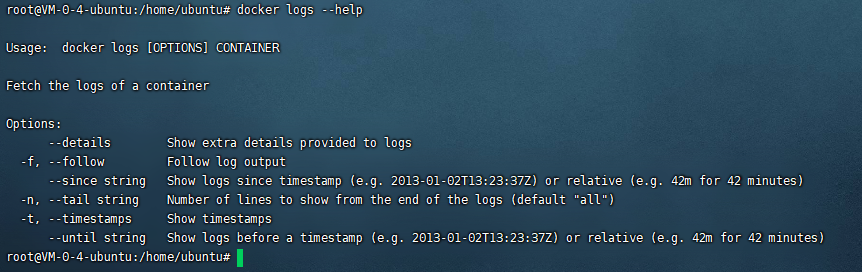 root@VM-0-4-ubuntu:/home/ubuntu# docker logs --help
Usage:  docker logs [OPTIONS] CONTAINER
Fetch the logs of a container
Options:
      --details        Show extra details provided to logs
  -f, --follow         Follow log output
      --since string   Show logs since timestamp (e.g. 2013-01-02T13:23:37Z) or relative (e.g. 42m for 42 minutes)
  -n, --tail string    Number of lines to show from the end of the logs (default "all")
  -t, --timestamps     Show timestamps
      --until string   Show logs before a timestamp (e.g. 2013-01-02T13:23:37Z) or relative (e.g. 42m for 42 minutes)
root@VM-0-4-ubuntu:/home/ubuntu#